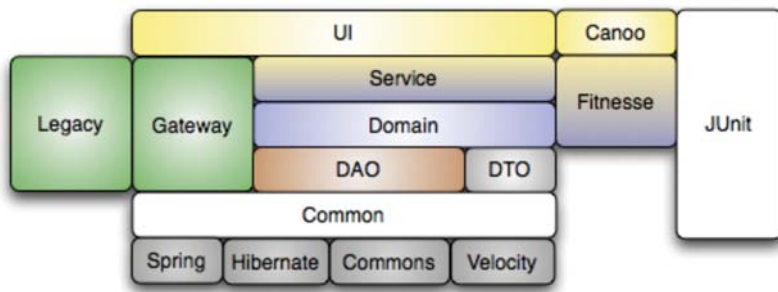 UI
Canoo
Legacy
Gateway
Service
Fitnesse
JUnit
Domain
DAO
DTO
Common
Spring
Hibernate
Commons
Velocity